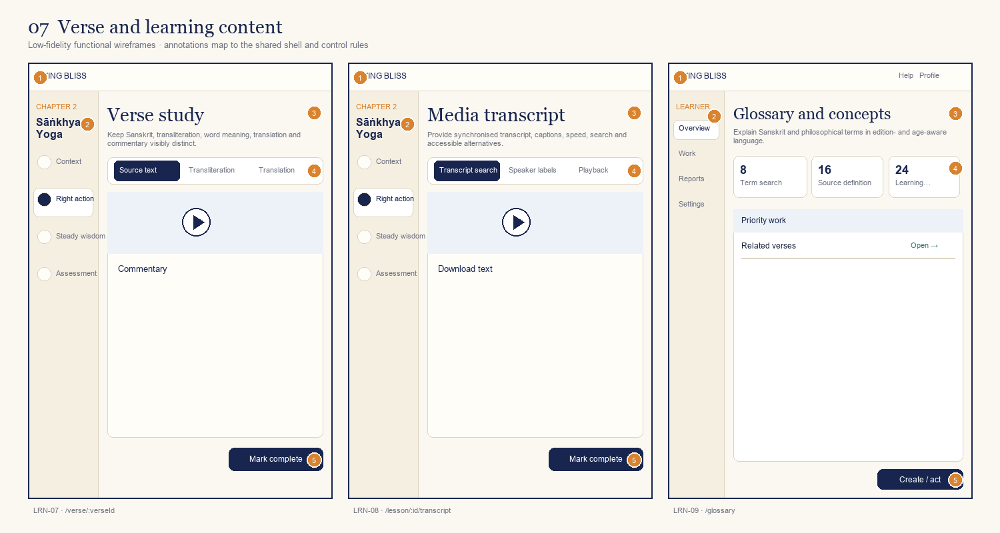 07 Verse and learning content
Low-fidelity functional wireframes · annotations map to the shared shell and control rules
1
ING BLISS
CHAPTER 2
Sāṅkhya
Yoga
2
Context
Right action
Steady wisdom
Assessment
Verse study
3
Keep Sanskrit, transliteration, word meaning, translation and
commentary visibly distinct.
Source text
Transliteration
Translation
4
Commentary
Mark complete
5
LRN-07 · /verse/:verseId
1
ING BLISS
CHAPTER 2
Sāṅkhya
Yoga
2
Context
Right action
Steady wisdom
Assessment
Media transcript
3
Provide synchronised transcript, captions, speed, search and
accessible alternatives.
Transcript search
Speaker labels
Playback
4
Download text
Mark complete
5
LRN-08 · /lesson/:id/transcript
1
ING BLISS
Help Profile
LEARNER
2
Overview
Work
Reports
Settings
Glossary and concepts
3
Explain Sanskrit and philosophical terms in edition- and age-aware
language.
8
Term search
16
Source definition
24
Learning…
4
Priority work
Related verses
Open →
Create / act
5
LRN-09 · /glossary